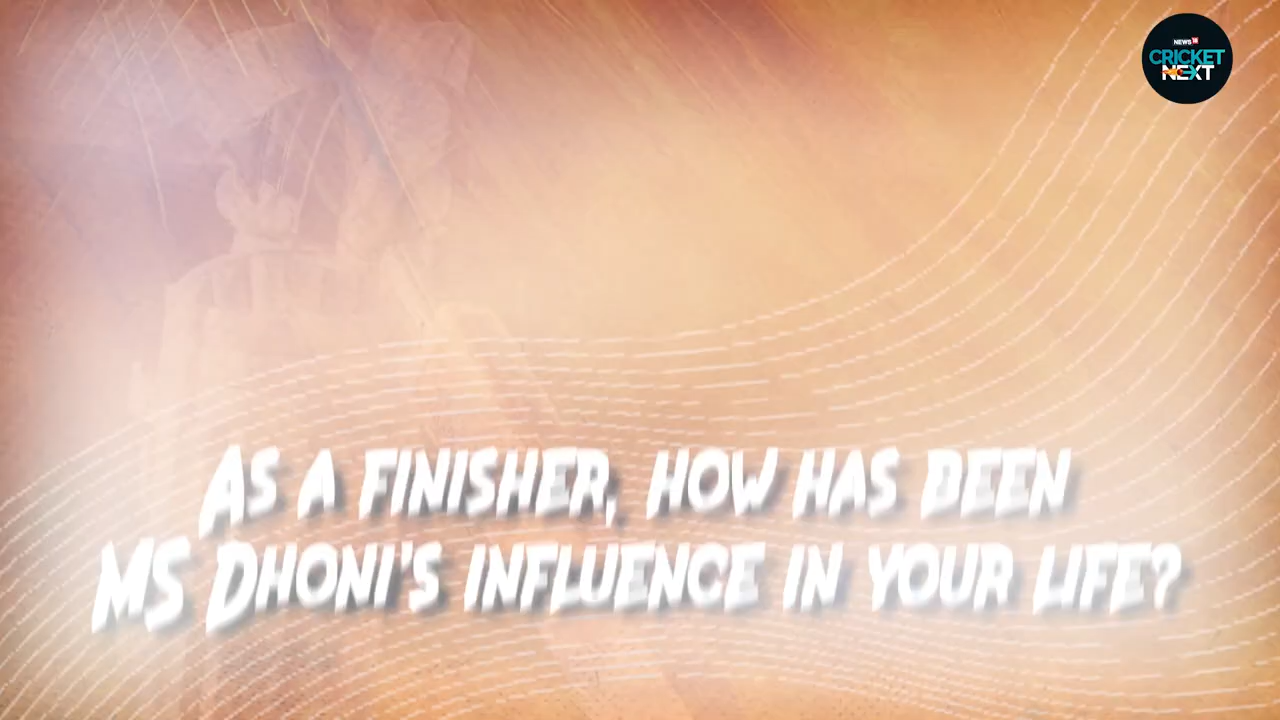 NEWS18
CRICKET
NEXT
AS A FINISHER, HOW HAS BEEN
MS DHONI'S INFLUENCE IN YOUR LIFE?